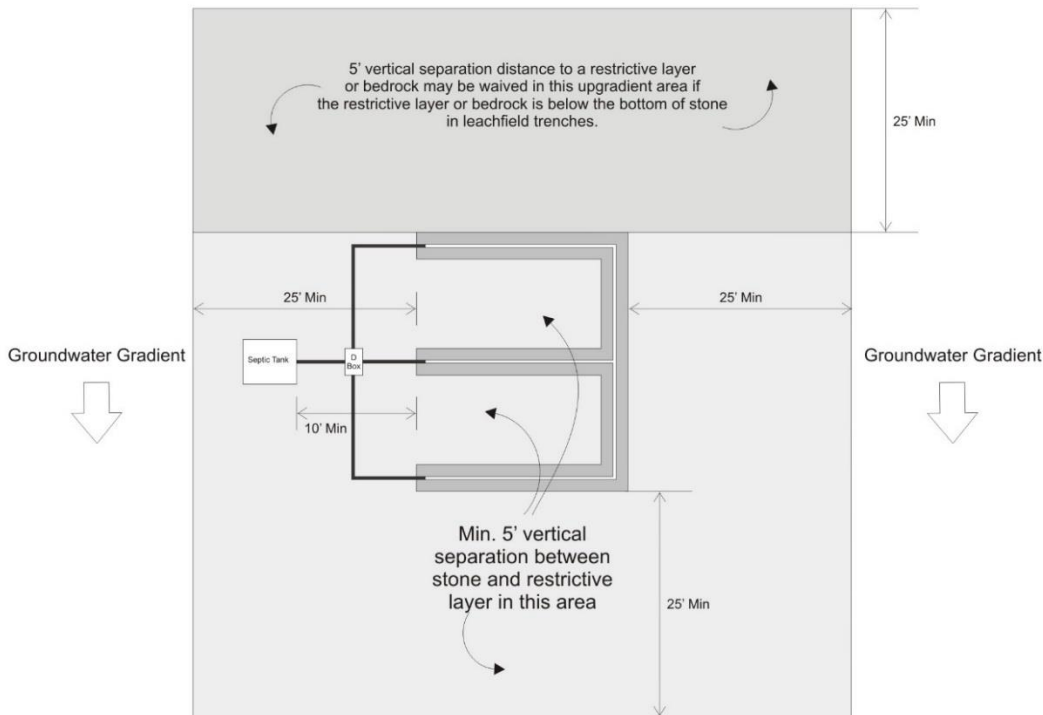 5' vertical separation distance to a restrictive layer
or bedrock may be waived in this upgradient area if
the restrictive layer or bedrock is below the bottom of stone
in leachfield trenches.
25' Min
25' Min
25' Min
Groundwater Gradient
Septic Tank
D
Box
Groundwater Gradient
10' Min
Min. 5' vertical
separation between
stone and restrictive
layer in this area
25' Min